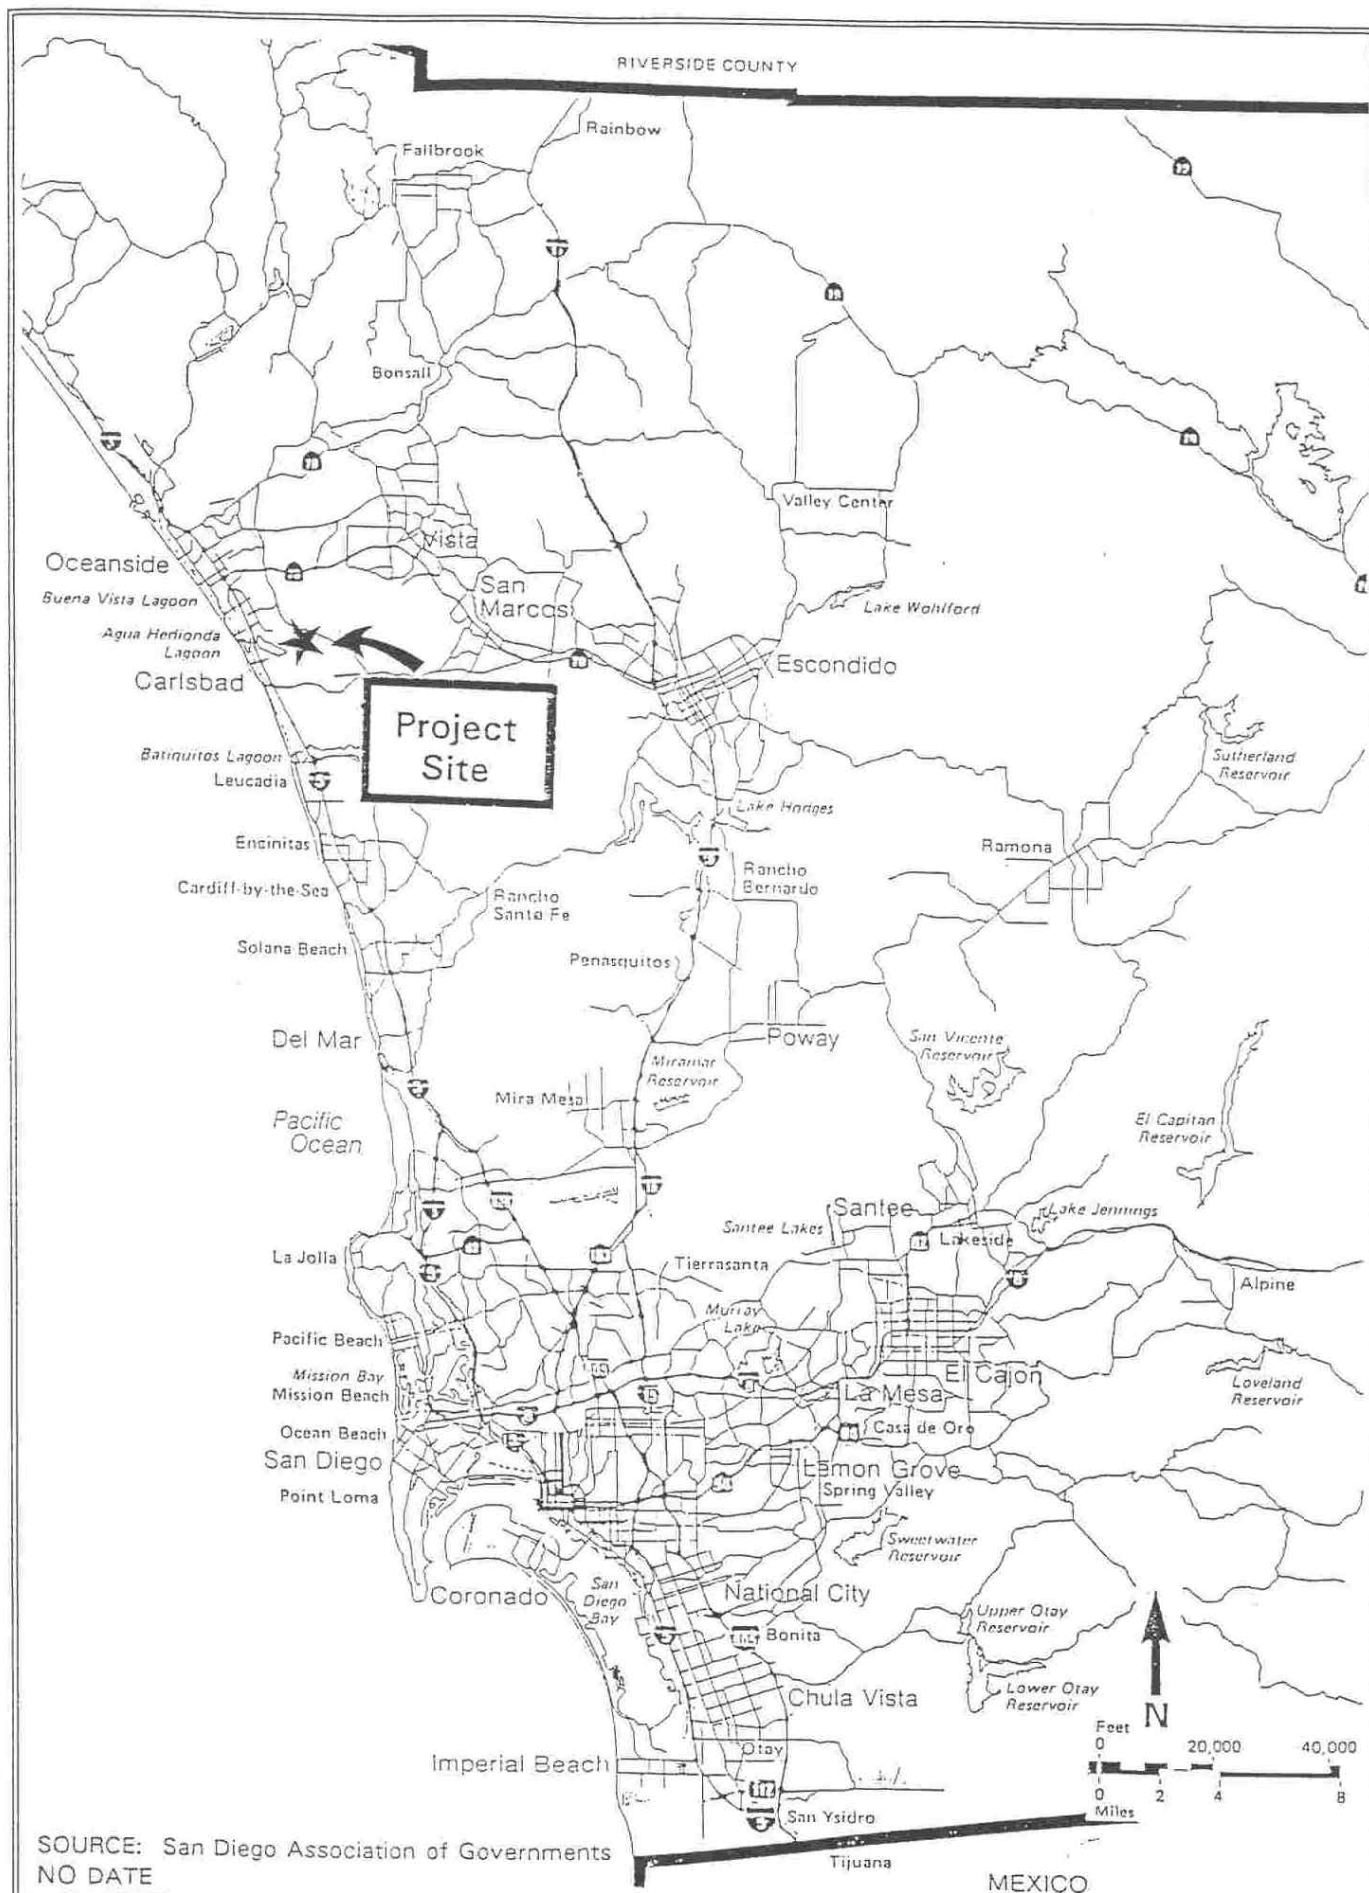 RIVERSIDE COUNTY
Rainbow
Fallbrook
Bonsall
Valley Center
Vista
Oceanside
San
Marcos
Buena Vista Lagoon
Lake Wohlford
Agua Hedionda
Lagoon
Escondido
Carlsbad
Project
Site
Batiquitos Lagoon
Leucadia
Sutherland
Reservoir
Lake Hodges
Encinitas
Ramona
Rancho
Bernardo
Cardiff-by-the-Sea
Rancho
Santa Fe
Solana Beach
Penasquitos
Del Mar
Poway
San Vicente
Reservoir
Miramar
Reservoir
Mira Mesa
Pacific
Ocean
El Capitan
Reservoir
Santee
Lake Jennings
Santee Lakes
Lakeside
La Jolla
Tierrasanta
Alpine
Murray
Lake
Pacific Beach
Mission Bay
Mission Beach
El Cajon
La Mesa
Loveland
Reservoir
Ocean Beach
Casa de Oro
San Diego
Lemon Grove
Spring Valley
Point Loma
Sweetwater
Reservoir
Coronado
San
Diego
Bay
National City
Upper Otay
Reservoir
Bonita
Lower Otay
Reservoir
Chula Vista
N
Feet
0 20,000 40,000
0 2 4 8
Miles
Otay
Imperial Beach
San Ysidro
SOURCE: San Diego Association of Governments
NO DATE
Tijuana
MEXICO